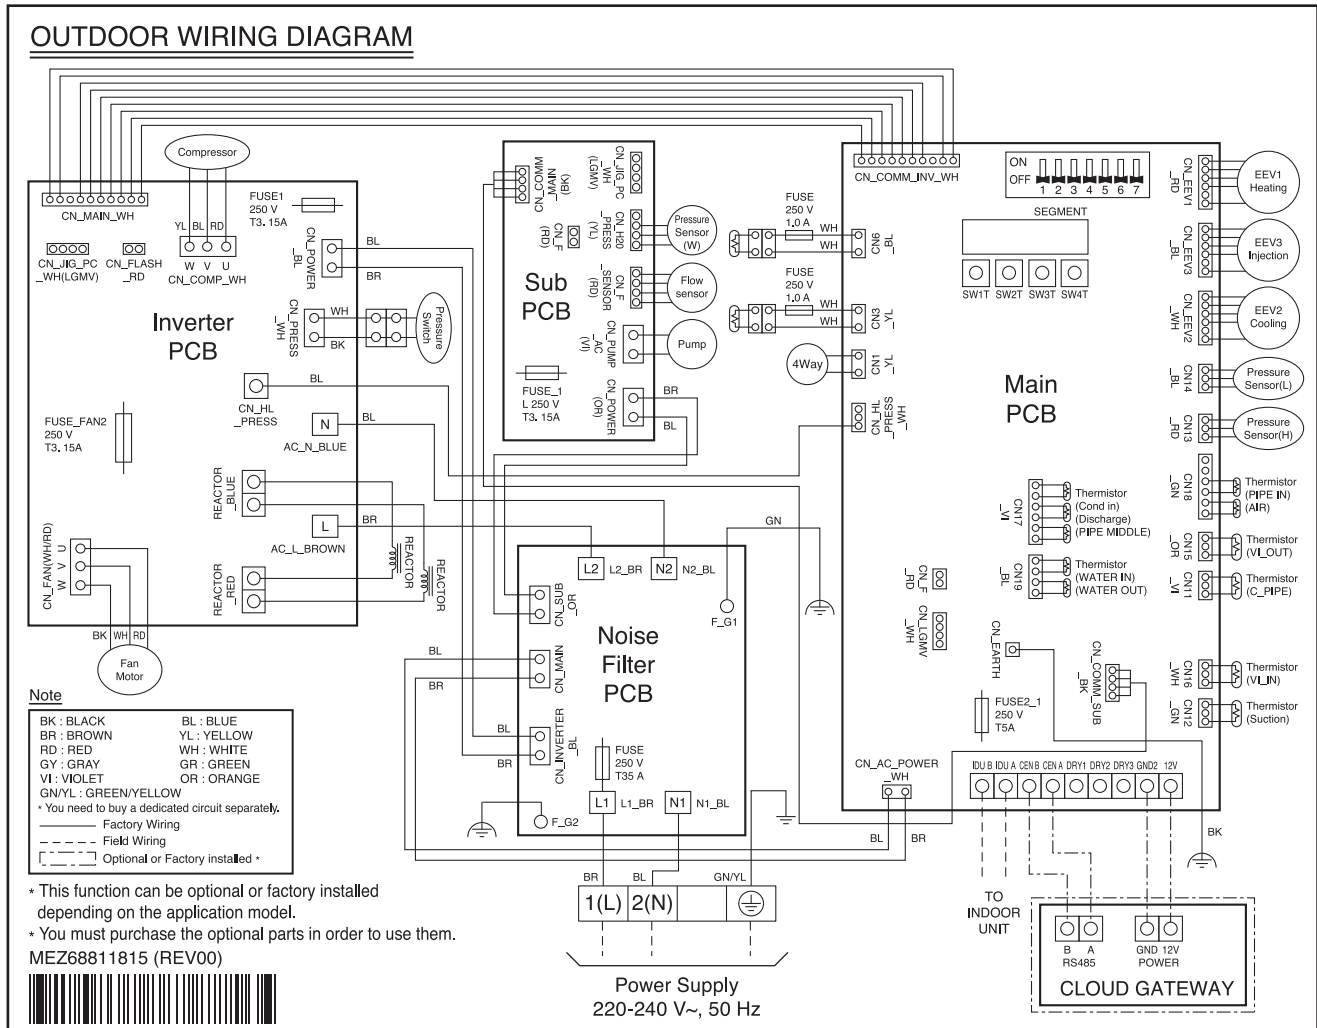 OUTDOOR WIRING DIAGRAM
Compressor
CN_MAIN_WH
FUSE1
250 V
T3. 15A
YL BL RD
W V U
CN_COMP_WH
CN_JIG_PC
_WH(LGMV)
CN_FLASH
_RD
CN_POWER
_BL
BL
BR
Inverter
PCB
CN_PRESS
_WH
WH
BK
Pressure
Switch
CN_HL
_PRESS
BL
FUSE_FAN2
250 V
T3. 15A
N
AC_N_BLUE
BL
REACTOR
_BLUE
L
AC_L_BROWN
BR
REACTOR
_RED
REACTOR
REACTOR
CN_FAN(WH/RD)
U
V
W
BK WH RD
Fan
Motor
CN_COMM
_MAIN
(BK)
CN_JIG_PC
_WH
(LGMV)
CN_F
(RD)
CN_H20
_PRESS
(YL)
Pressure
Sensor
(W)
Sub
PCB
CN_F
_SENSOR
(RD)
Flow
sensor
CN_PUMP
_AC
(VI)
Pump
FUSE_1
L 250 V
T3. 15A
CN_POWER
(OR)
BR
BL
FUSE
250 V
1.0 A
WH
WH
CN6
_BL
FUSE
250 V
1.0 A
WH
WH
CN3
_YL
4Way
CN1
_YL
CN_HL
_PRESS
_WH
CN_COMM_INV_WH
ON
OFF
1 2 3 4 5 6 7
SEGMENT
SW1T SW2T SW3T SW4T
Main
PCB
CN_EEV1
_RD
EEV1
Heating
CN_EEV3
_BL
EEV3
Injection
CN_EEV2
_WH
EEV2
Cooling
CN14
_BL
Pressure
Sensor(L)
CN13
_RD
Pressure
Sensor(H)
CN18
_GN
Thermistor
(PIPE IN)
(AIR)
CN17
_VI
Thermistor
(Cond in)
(Discharge)
(PIPE MIDDLE)
CN15
_OR
Thermistor
(VI_OUT)
CN19
_BL
Thermistor
(WATER IN)
(WATER OUT)
CN11
_VI
Thermistor
(C_PIPE)
CN_F
_RD
CN_LGMV
_WH
CN_EARTH
CN_COMM_SUB
_BK
CN16
_WH
Thermistor
(VI_IN)
CN12
_GN
Thermistor
(Suction)
FUSE2_1
250 V
T5A
CN_AC_POWER
_WH
BL
BR
IDU B IDU A CEN B CEN A DRY1 DRY2 DRY3 GND2 12V
BK
L2
L2_BR
N2
N2_BL
GN
F_G1
CN_SUB
_OR
Noise
Filter
PCB
BL
BR
CN_MAIN
BL
BR
CN_INVERTER
_BL
FUSE
250 V
T35 A
L1
L1_BR
N1
N1_BL
F_G2
BR
BL
GN/YL
1(L) 2(N)
Power Supply
220-240 V~, 50 Hz
TO
INDOOR
UNIT
B A
RS485
GND 12V
POWER
CLOUD GATEWAY
Note
BK : BLACK BL : BLUE
BR : BROWN YL : YELLOW
RD : RED WH : WHITE
GY : GRAY GR : GREEN
VI : VIOLET OR : ORANGE
GN/YL : GREEN/YELLOW
* You need to buy a dedicated circuit separately.
Factory Wiring
Field Wiring
Optional or Factory installed *
* This function can be optional or factory installed
depending on the application model.
* You must purchase the optional parts in order to use them.
MEZ68811815 (REV00)